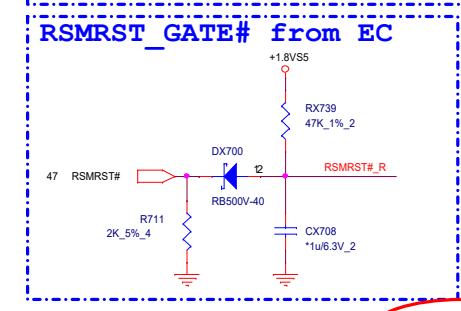 RSMRST_GATE# from EC
+1.8VS5
RX739
47K_1%_2
DX700
47 RSMRST#
12
RSMRST#_R
RB500V-40
R711
2K_5%_4
CX708
*1u/6.3V_2